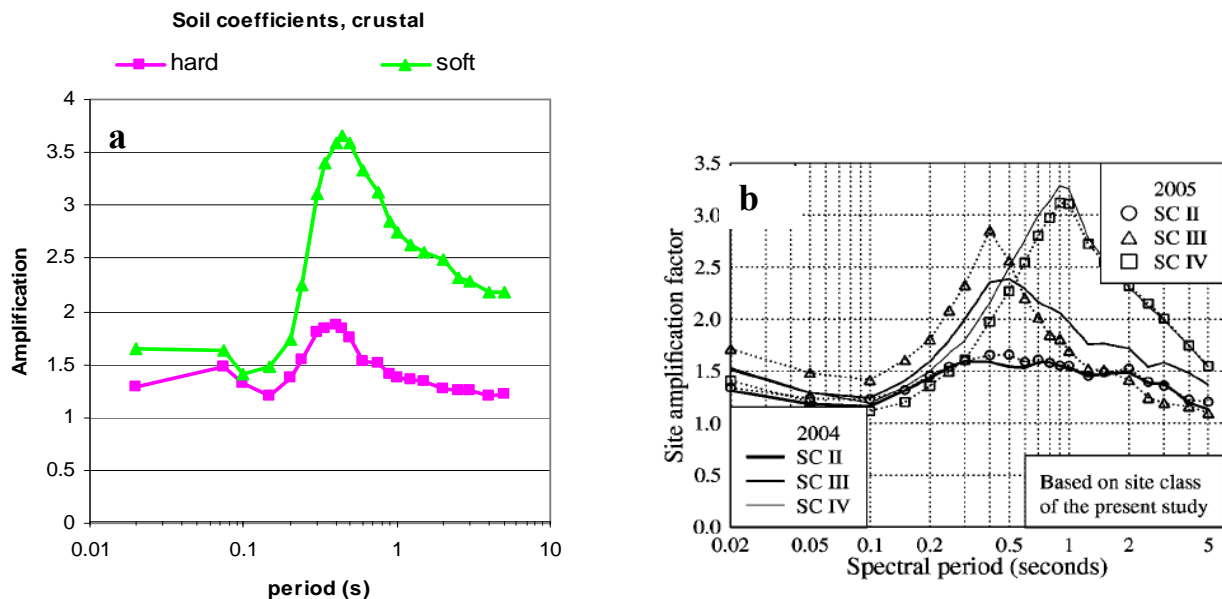 Soil coefficients, crustal
hard
soft
a
4
3.5
3
2.5
2
1.5
1
0.5
0
Amplification
0.01
0.1
1
10
period (s)
b
3.5
3.0
2.5
2.0
1.5
1.0
0.5
0.0
Site amplification factor
2005
SC II
SC III
SC IV
2004
SC II
SC III
SC IV
Based on site class
of the present study
0.02
0.05
0.1
0.2
0.5
1
2
5
Spectral period (seconds)